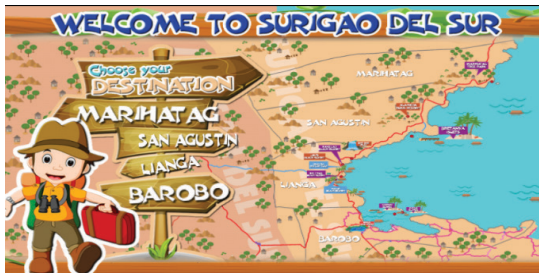 WELCOME TO SURIGAO DEL SUR
Choose your
DESTINATION
MARIHATAG
SAN AGUSTIN
LIANGA
BAROBO
MARIHATAG
SAN AGUSTIN
LIANGA
BAROBO